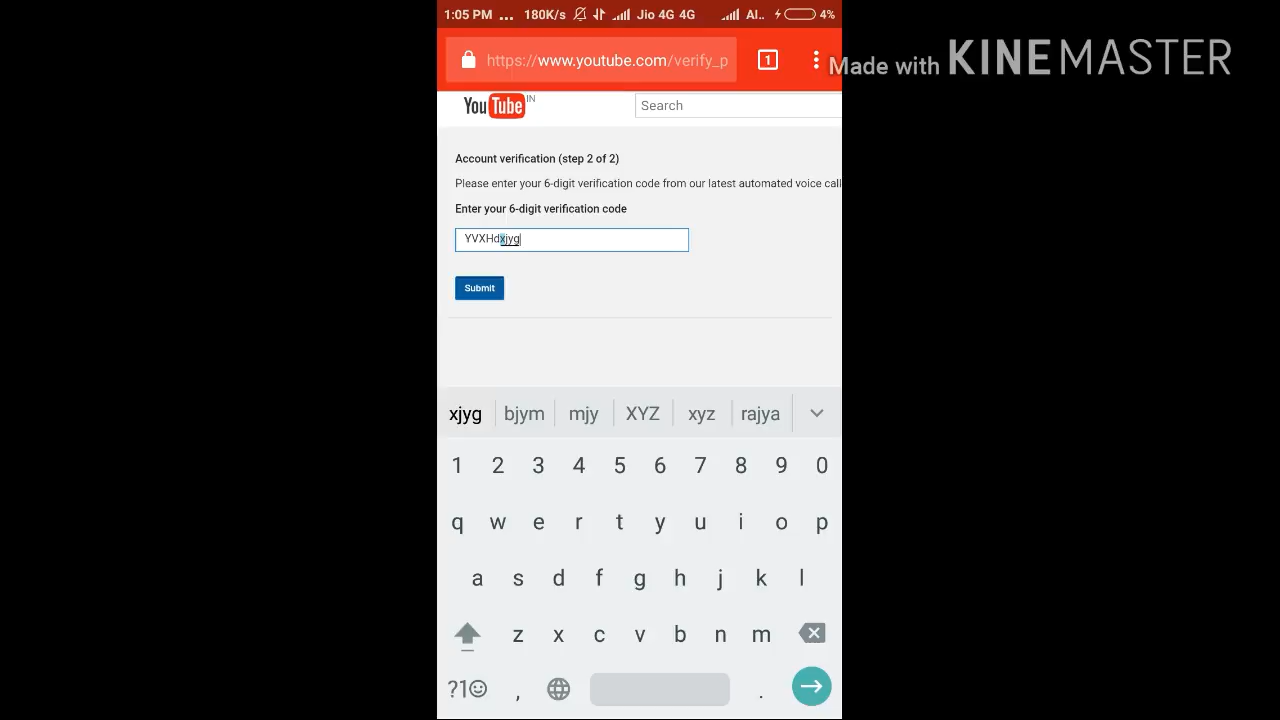 1:05 PM ... 180K/s Jio 4G 4G AI.. 4%
https://www.youtube.com/verify_p 1
Made with KINEMASTER
YouTube IN
Search
Account verification (step 2 of 2)
Please enter your 6-digit verification code from our latest automated voice call
Enter your 6-digit verification code
YVXHdxjyg
Submit
xjyg bjym mjy XYZ xyz rajya
1 2 3 4 5 6 7 8 9 0
q w e r t y u i o p
a s d f g h j k l
z x c v b n m
?1☺ , .